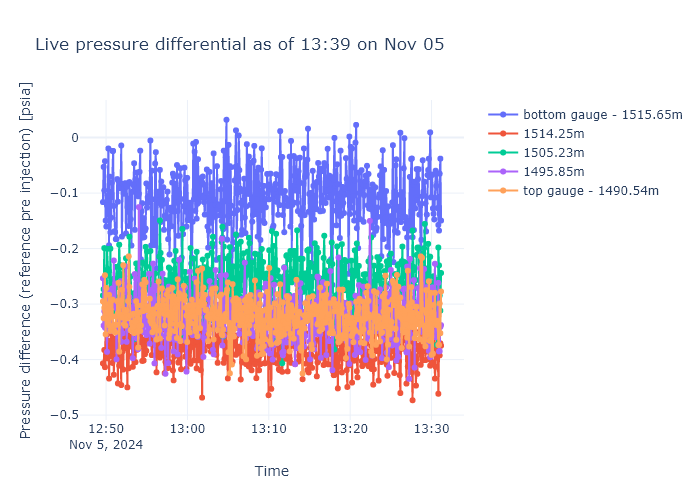 Live pressure differential as of 13:39 on Nov 05
Pressure difference (reference pre injection) [psia]
0
−0.1
−0.2
−0.3
−0.4
−0.5
12:50
Nov 5, 2024
13:00
13:10
13:20
13:30
Time
bottom gauge - 1515.65m
1514.25m
1505.23m
1495.85m
top gauge - 1490.54m